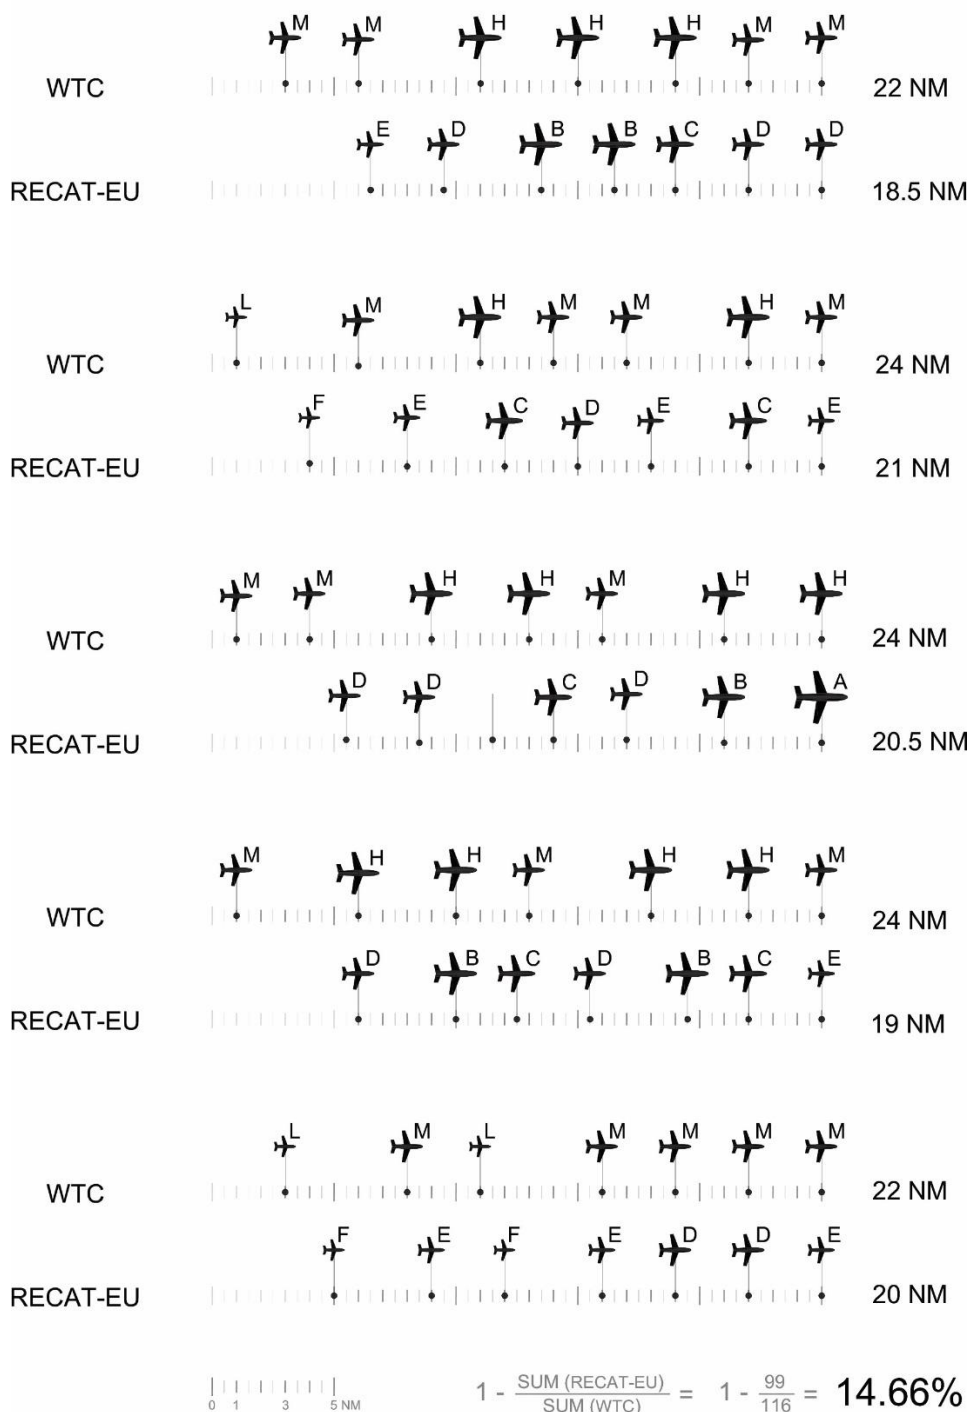 M M H H H M M
WTC 22 NM
E D B B C D D
RECAT-EU 18.5 NM
L M H M M H M
WTC 24 NM
F E C D E C E
RECAT-EU 21 NM
M M H H M H H
WTC 24 NM
D D C D B A
RECAT-EU 20.5 NM
M H H M H H M
WTC 24 NM
D B C D B C E
RECAT-EU 19 NM
L M L M M M M
WTC 22 NM
F E F E D D E
RECAT-EU 20 NM
0 1 3 5 NM
1 - SUM (RECAT-EU) / SUM (WTC) = 1 - 99 / 116 = 14.66%